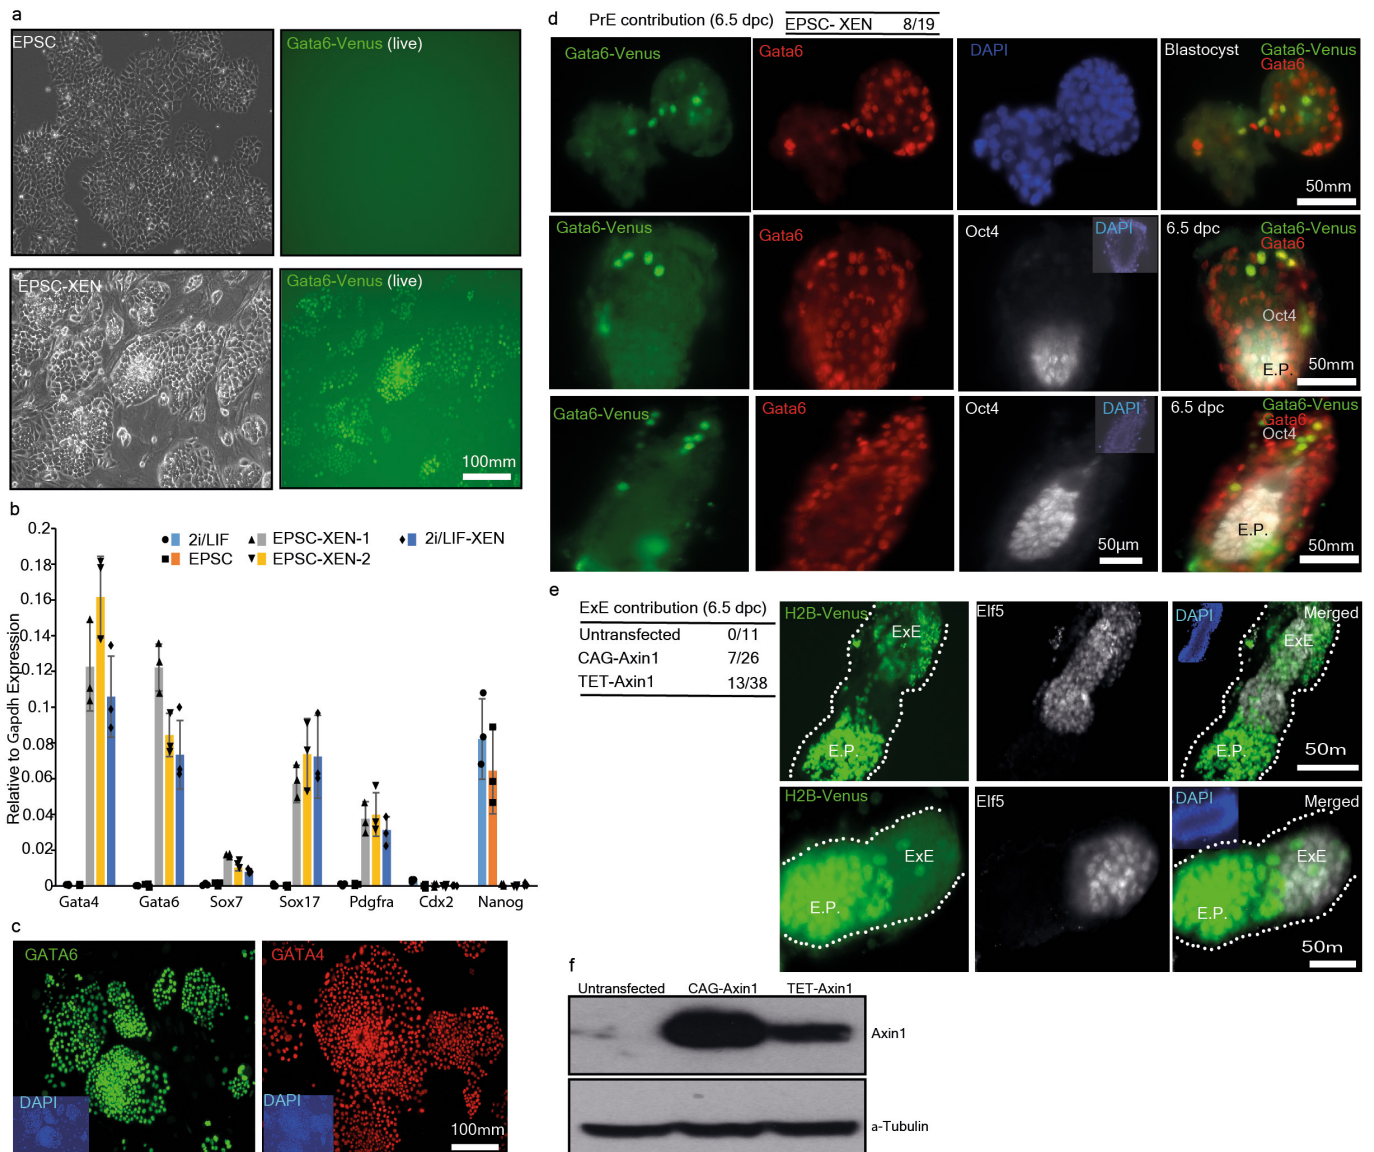 a
EPSC
Gata6-Venus (live)
EPSC-XEN
Gata6-Venus (live)
100mm
b
Relative to Gapdh Expression
0.2
0.18
0.16
0.14
0.12
0.1
0.08
0.06
0.04
0.02
0
2i/LIF
EPSC-XEN-1
2i/LIF-XEN
EPSC
EPSC-XEN-2
Gata4 Gata6 Sox7 Sox17 Pdgfra Cdx2 Nanog
c
GATA6
DAPI
GATA4
DAPI
100mm
d
PrE contribution (6.5 dpc)
EPSC- XEN 8/19
Gata6-Venus
Gata6
DAPI
Blastocyst
Gata6-Venus
Gata6
50mm
Gata6-Venus
Gata6
Oct4
DAPI
6.5 dpc
Gata6-Venus
Gata6
Oct4
E.P.
50mm
Gata6-Venus
Gata6
Oct4
DAPI
50µm
6.5 dpc
Gata6-Venus
Gata6
Oct4
E.P.
50mm
e
ExE contribution (6.5 dpc)
Untransfected 0/11
CAG-Axin1 7/26
TET-Axin1 13/38
H2B-Venus
ExE
E.P.
Elf5
DAPI
Merged
ExE
E.P.
50m
H2B-Venus
ExE
E.P.
Elf5
DAPI
Merged
ExE
E.P.
50m
f
Untransfected CAG-Axin1 TET-Axin1
Axin1
a-Tubulin